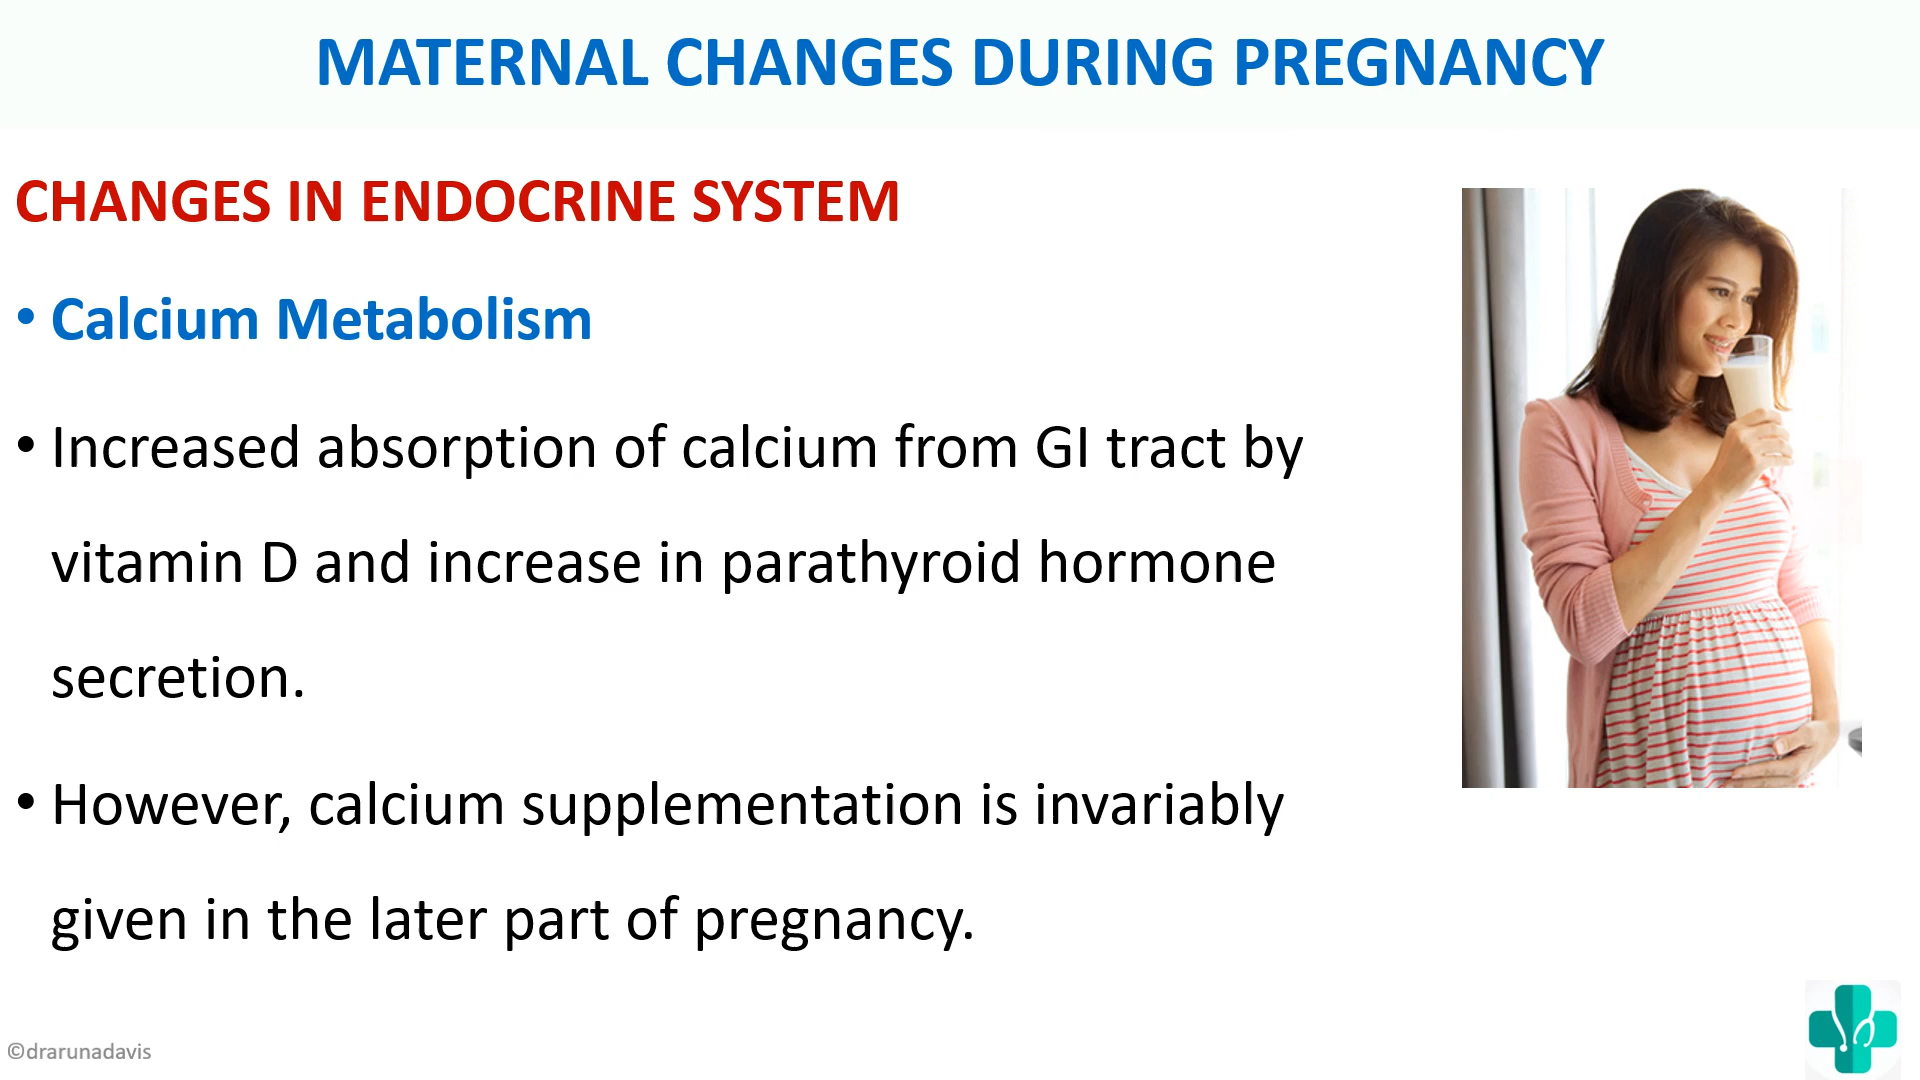 MATERNAL CHANGES DURING PREGNANCY
CHANGES IN ENDOCRINE SYSTEM
• Calcium Metabolism
• Increased absorption of calcium from GI tract by
vitamin D and increase in parathyroid hormone
secretion.
• However, calcium supplementation is invariably
given in the later part of pregnancy.
©drarunadavis